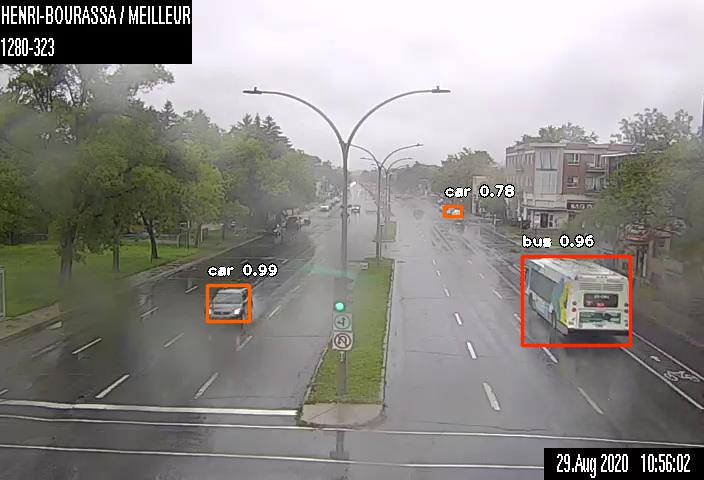 HENRI-BOURASSA / MEILLEUR
1280-323
car 0.78
bus 0.96
car 0.99
29.Aug 2020 10:56:02